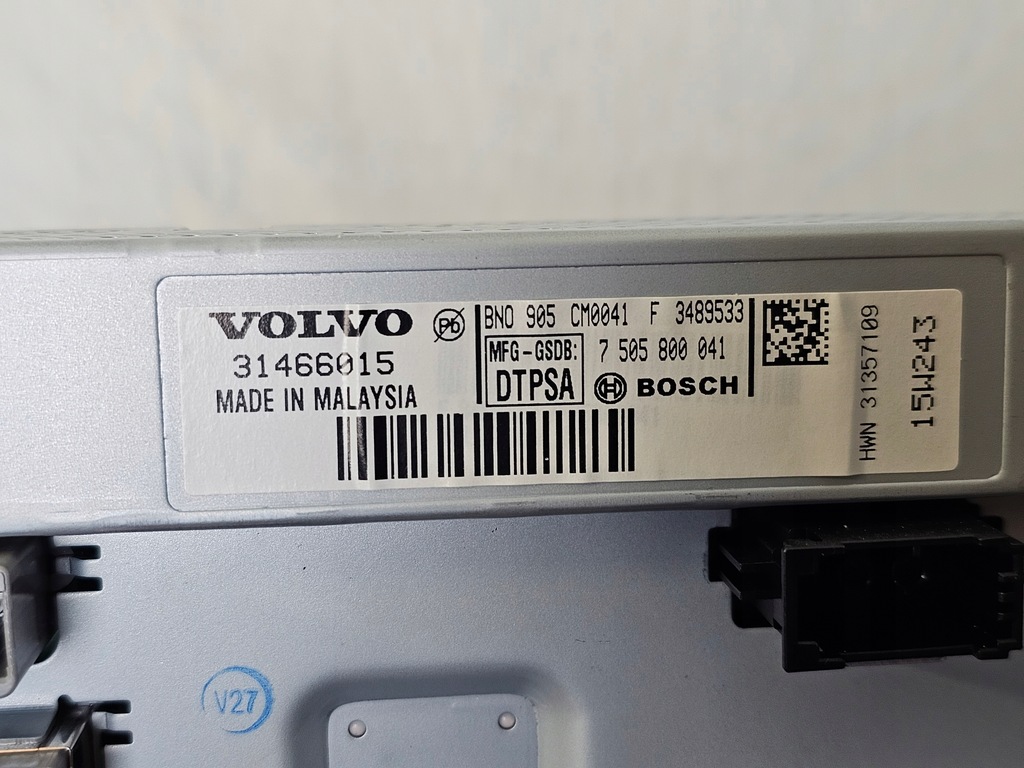 VOLVO Pb
31466015
MADE IN MALAYSIA
BNO 905 CM0041 F 3489533
MFG-GSDB: 7 505 800 041
DTPSA BOSCH
HWN 31357109
15W243
V27